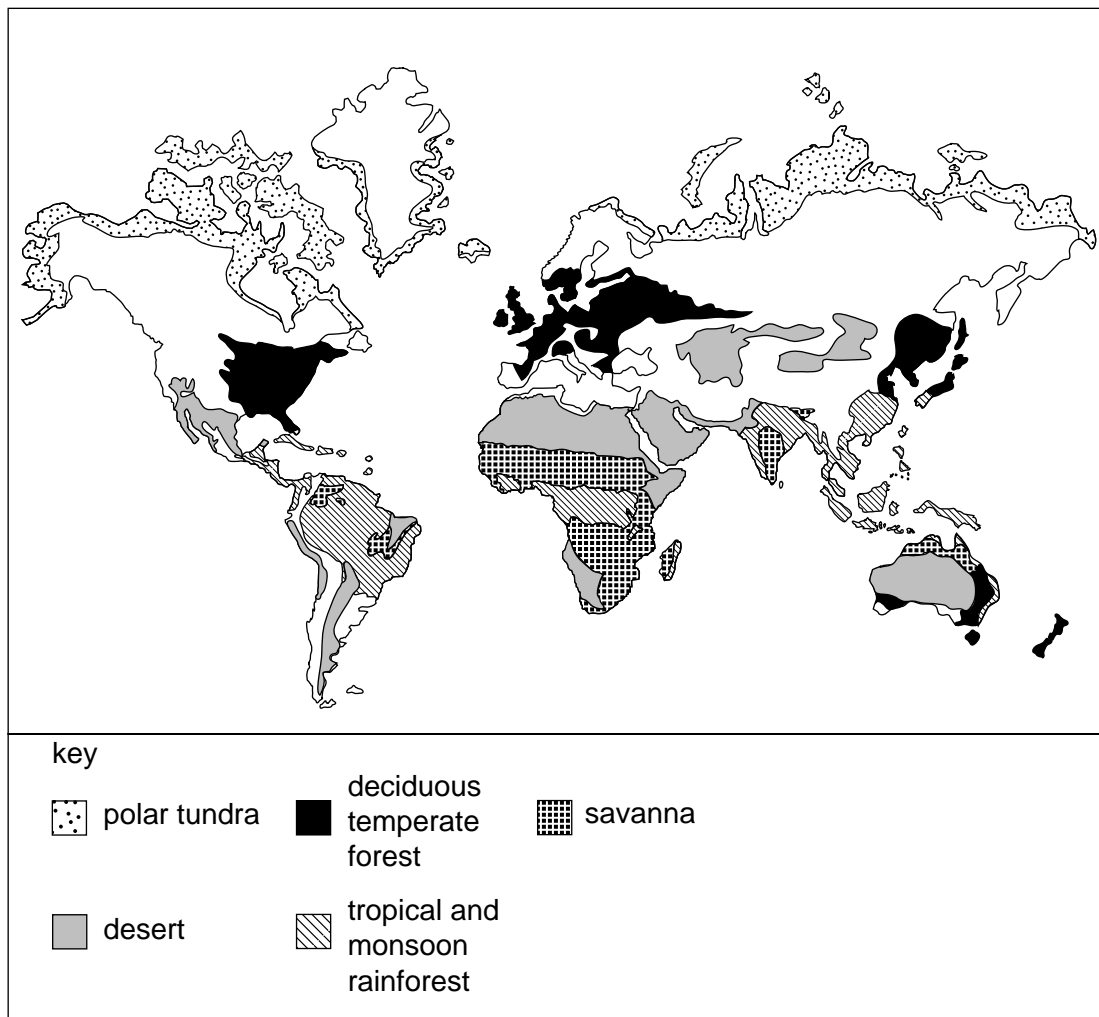 key
polar tundra
deciduous
temperate
forest
savanna
desert
tropical and
monsoon
rainforest